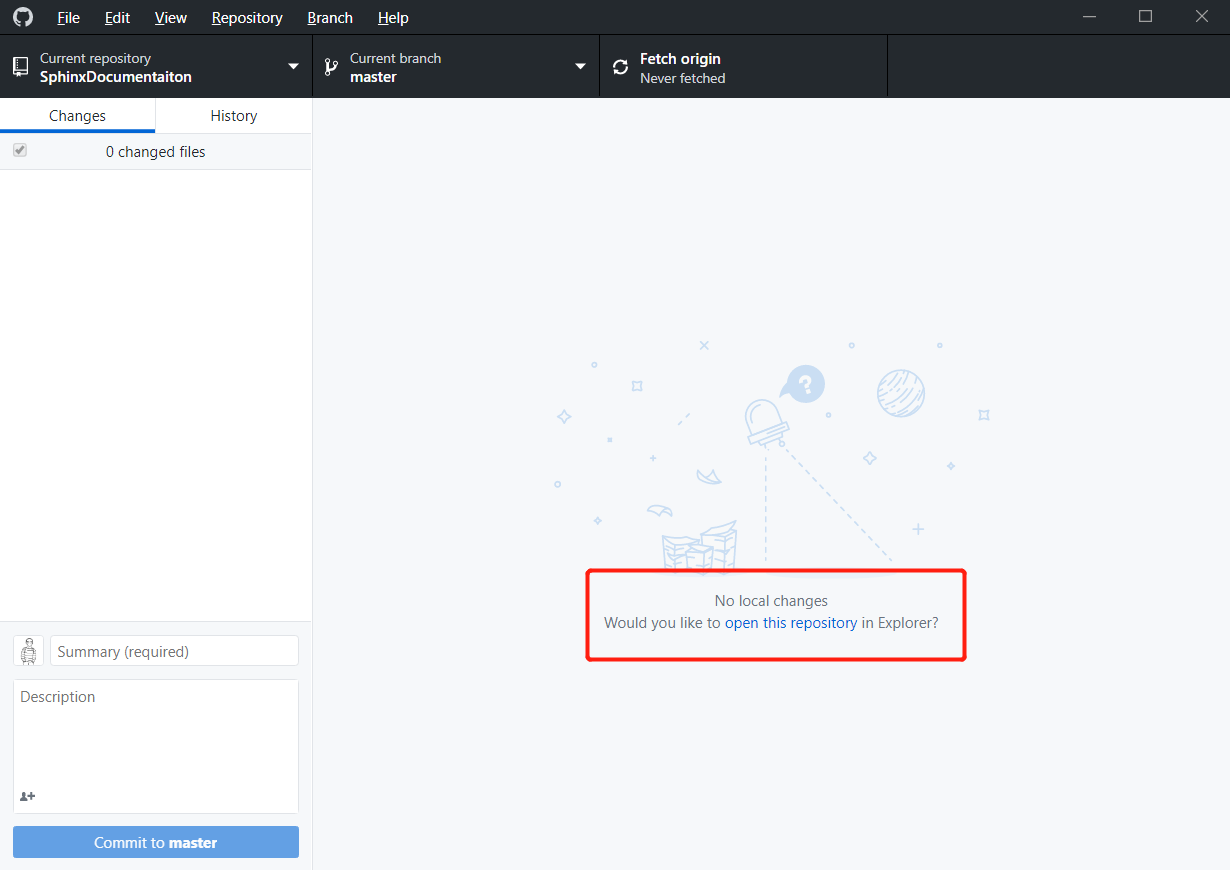 File Edit View Repository Branch Help
Current repository
SphinxDocumentaiton
Current branch
master
Fetch origin
Never fetched
Changes
History
0 changed files
?
No local changes
Would you like to open this repository in Explorer?
Summary (required)
Description
Commit to master